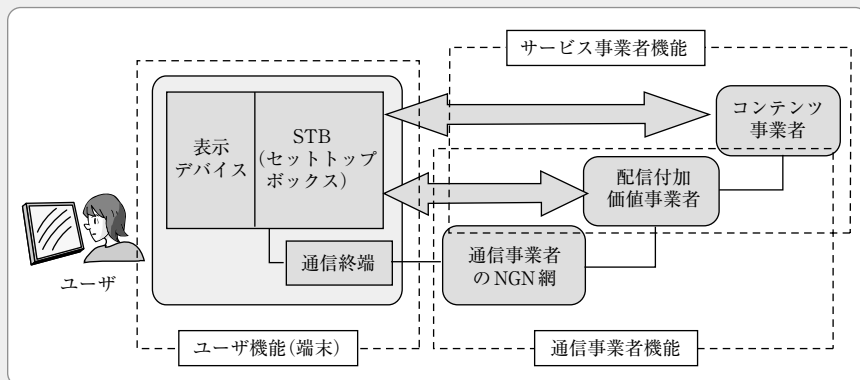 サービス事業者機能
コンテンツ
事業者
表示
デバイス
STB
(セットトップ
ボックス)
配信付加
価値事業者
通信終端
通信事業者
のNGN網
ユーザ
ユーザ機能(端末)
通信事業者機能